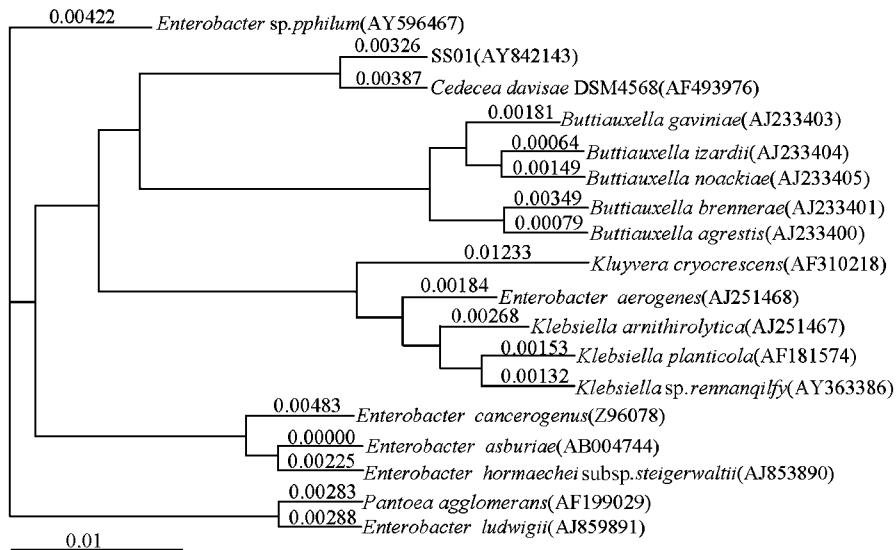 0.00422 Enterobacter sp.pphilum(AY596467)
0.00326 SS01(AY842143)
0.00387 Cedecea davisae DSM4568(AF493976)
0.00181 Buttiauxella gaviniae(AJ233403)
0.00064 Buttiauxella izardii(AJ233404)
0.00149 Buttiauxella noackiae(AJ233405)
0.00349 Buttiauxella brennerae(AJ233401)
0.00079 Buttiauxella agrestis(AJ233400)
0.01233 Kluyvera cryocrescens(AF310218)
0.00184 Enterobacter aerogenes(AJ251468)
0.00268 Klebsiella arnithirolytica(AJ251467)
0.00153 Klebsiella planticola(AF181574)
0.00132 Klebsiella sp.rennanqilfy(AY363386)
0.00483 Enterobacter cancerogenus(Z96078)
0.00000 Enterobacter asburiae(AB004744)
0.00225 Enterobacter hormaechei subsp.steigerwaltii(AJ853890)
0.00283 Pantoea agglomerans(AF199029)
0.00288 Enterobacter ludwigii(AJ859891)
0.01